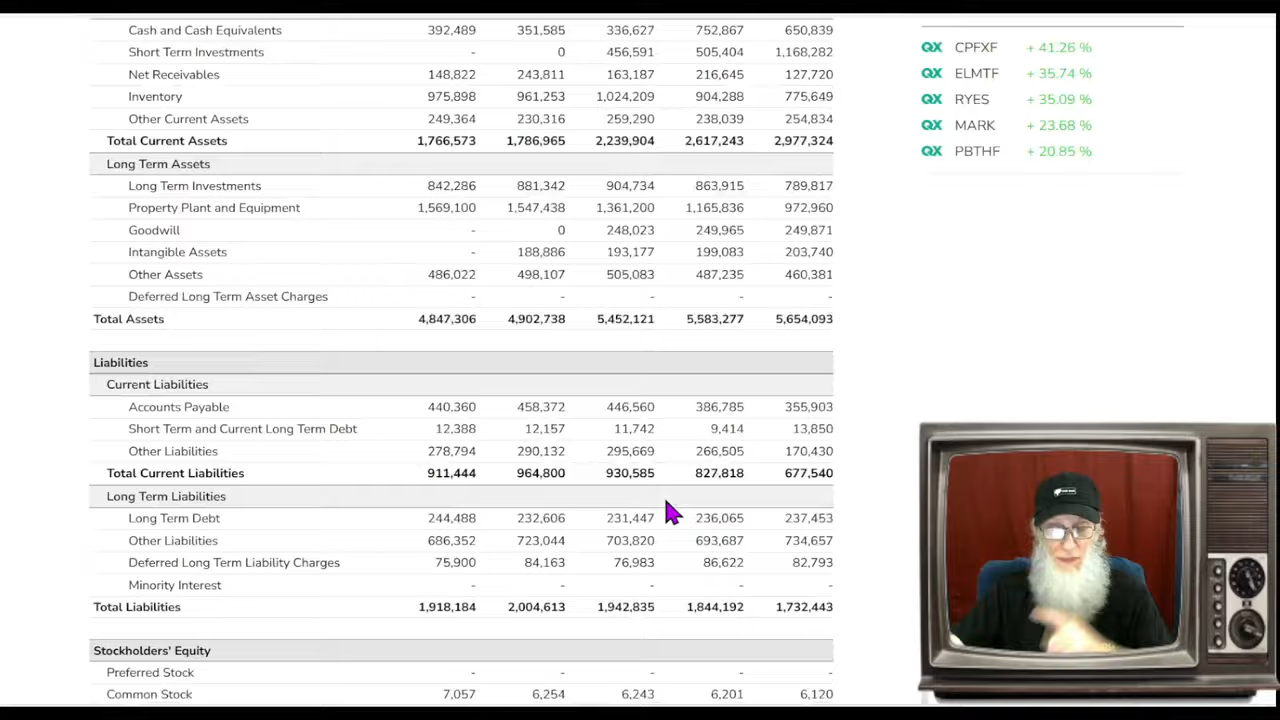 Cash and Cash Equivalents 392,489 351,585 336,627 752,867 650,839
Short Term Investments - 0 456,591 505,404 1,168,282
Net Receivables 148,822 243,811 163,187 216,645 127,720
Inventory 975,898 961,253 1,024,209 904,288 775,649
Other Current Assets 249,364 230,316 259,290 238,039 254,834
Total Current Assets 1,766,573 1,786,965 2,239,904 2,617,243 2,977,324
Long Term Assets
Long Term Investments 842,286 881,342 904,734 863,915 789,817
Property Plant and Equipment 1,569,100 1,547,438 1,361,200 1,165,836 972,960
Goodwill - 0 248,023 249,965 249,871
Intangible Assets - 188,886 193,177 199,083 203,740
Other Assets 486,022 498,107 505,083 487,235 460,381
Deferred Long Term Asset Charges - - - - -
Total Assets 4,847,306 4,902,738 5,452,121 5,583,277 5,654,093
Liabilities
Current Liabilities
Accounts Payable 440,360 458,372 446,560 386,785 355,903
Short Term and Current Long Term Debt 12,388 12,157 11,742 9,414 13,850
Other Liabilities 278,794 290,132 295,669 266,505 170,430
Total Current Liabilities 911,444 964,800 930,585 827,818 677,540
Long Term Liabilities
Long Term Debt 244,488 232,606 231,447 236,065 237,453
Other Liabilities 686,352 723,044 703,820 693,687 734,657
Deferred Long Term Liability Charges 75,900 84,163 76,983 86,622 82,793
Minority Interest - - - - -
Total Liabilities 1,918,184 2,004,613 1,942,835 1,844,192 1,732,443
Stockholders' Equity
Preferred Stock - - - - -
Common Stock 7,057 6,254 6,243 6,201 6,120
QX CPFXF + 41.26 %
QX ELMTF + 35.74 %
QX RYES + 35.09 %
QX MARK + 23.68 %
QX PBTHF + 20.85 %